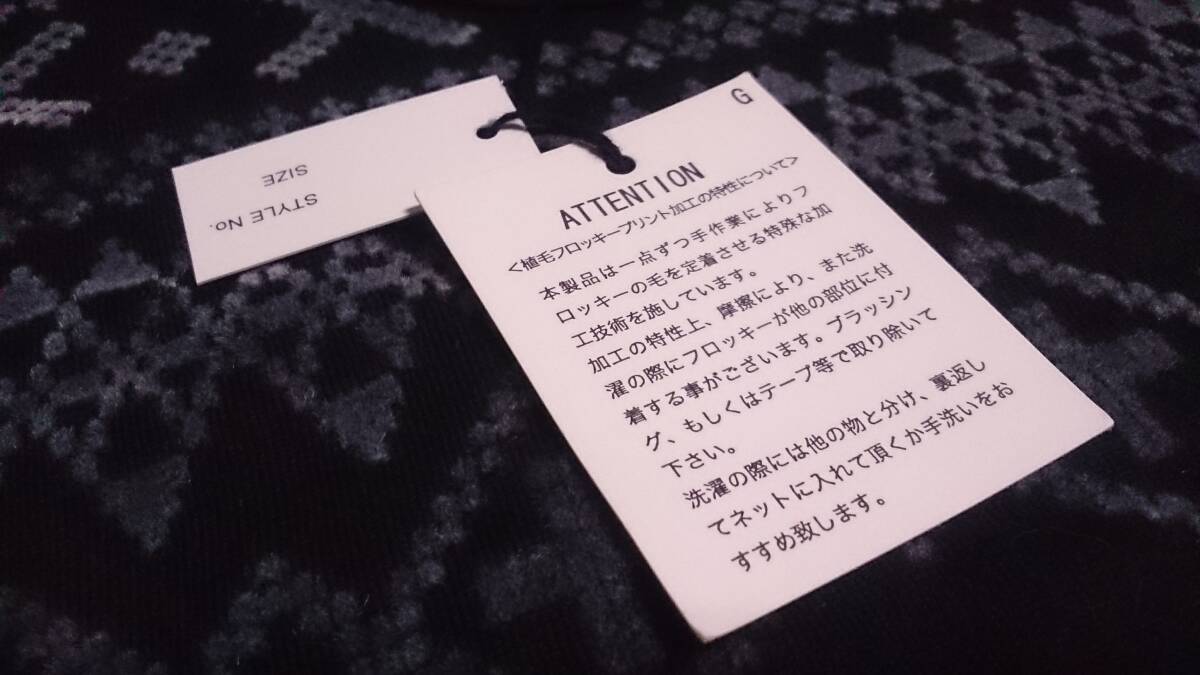 G
ATTENTION
<植毛フロッキープリント加工の特性について>
本製品は一点ずつ手作業によりフ
ロッキーの毛を定着させる特殊な加
工技術を施しています。
加工の特性上、摩擦により、また洗
濯の際にフロッキーが他の部位に付
着する事がございます。ブラッシン
グ、もしくはテープ等で取り除いて
下さい。
洗濯の際には他の物と分け、裏返し
てネットに入れて頂くか手洗いをお
すすめ致します。
STYLE No.
SIZE